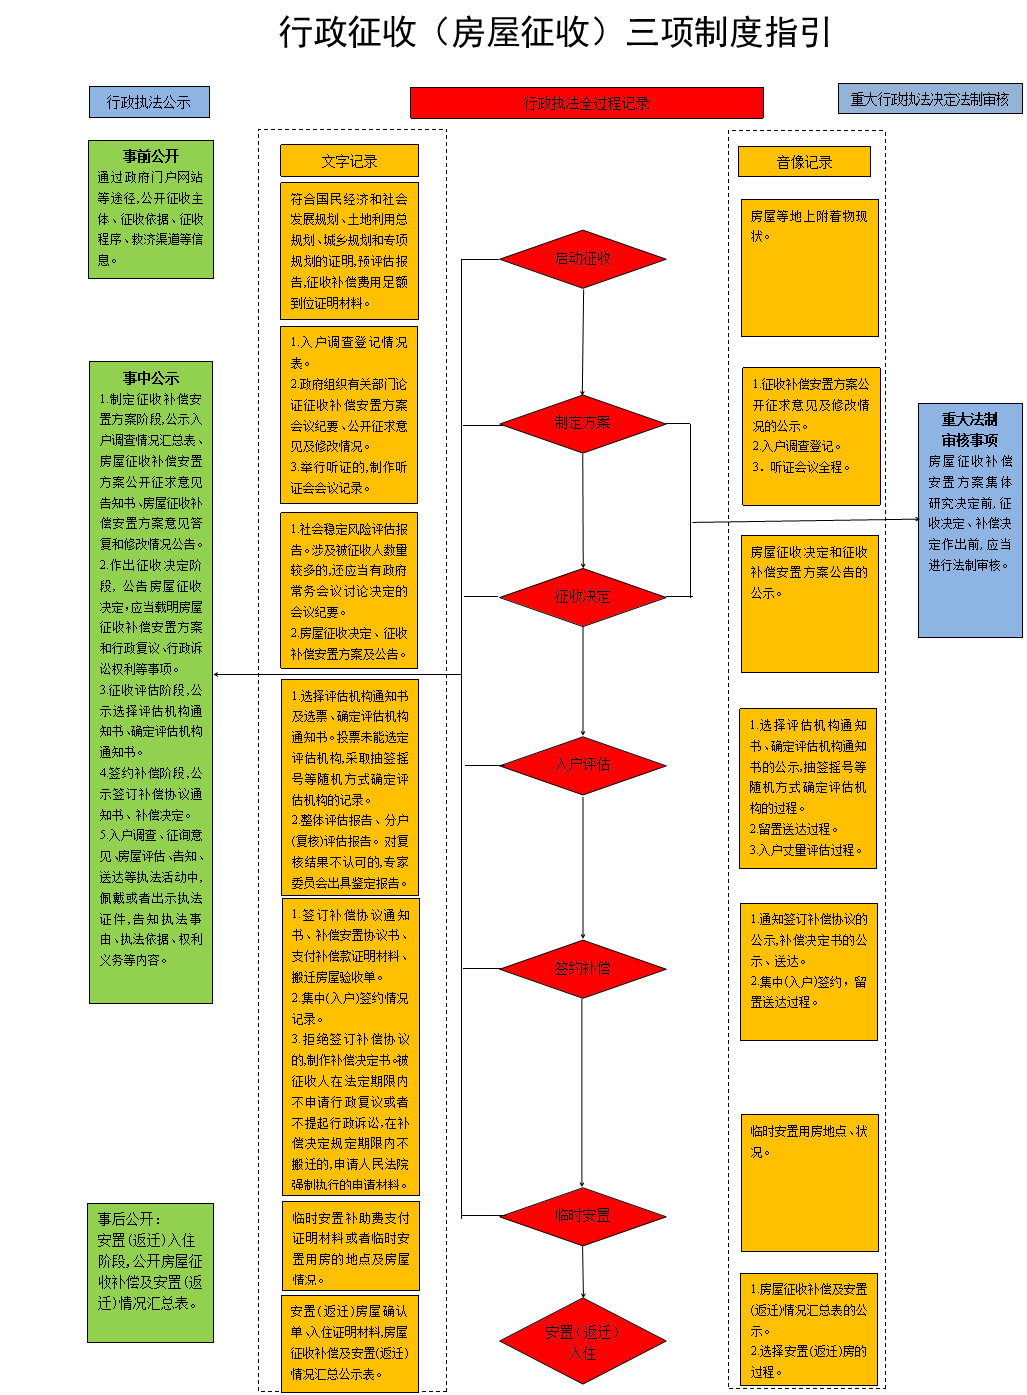 行政征收（房屋征收）三项制度指引
行政执法公示
行政执法全过程记录
重大行政执法决定法制审核
事前公开
通过政府门户网站
等途径,公开征收主
体、征收依据、征收
程序、救济渠道等信
息。
事中公示
1.制定征收补偿安
置方案阶段,公示入
户调查情况汇总表、
房屋征收补偿安置
方案公开征求意见
告知书、房屋征收补
偿安置方案意见答
复和修改情况公告。
2.作出征收决定阶
段, 公告房屋征收
决定，应当载明房屋
征收补偿安置方案
和行政复议、行政诉
讼权利等事项。
3.征收评估阶段,公
示选择评估机构通
知书、确定评估机构
通知书。
4.签约补偿阶段,公
示签订补偿协议通
知书、补偿决定。
5.入户调查、征询意
见、房屋评估、告知、
送达等执法活动中,
佩戴或者出示执法
证件,告知执法事
由、执法依据、权利
义务等内容。
事后公开：
安置(返迁)入住
阶段,公开房屋征
收补偿及安置(返
迁)情况汇总表。
文字记录
符合国民经济和社会
发展规划、土地利用总
规划、城乡规划和专项
规划的证明,预评估报
告,征收补偿费用足额
到位证明材料。
1.入户调查登记情况
表。
2.政府组织有关部门论
证征收补偿安置方案
会议纪要、公开征求意
见及修改情况。
3.举行听证的,制作听
证会会议记录。
1.社会稳定风险评估报
告。涉及被征收人数量
较多的,还应当有政府
常务会议讨论决定的
会议纪要。
2.房屋征收决定、征收
补偿安置方案及公告。
1.选择评估机构通知书
及选票、确定评估机构
通知书。投票未能选定
评估机构,采取抽签摇
号等随机方式确定评
估机构的记录。
2.整体评估报告、分户
(复核)评估报告。对复
核结果不认可的,专家
委员会出具鉴定报告。
1.签订补偿协议通知
书、补偿安置协议书、
支付补偿款证明材料、
搬迁房屋验收单。
2.集中(入户)签约情况
记录。
3.拒绝签订补偿协议
的,制作补偿决定书。被
征收人在法定期限内
不申请行政复议或者
不提起行政诉讼,在补
偿决定规定期限内不
搬迁的,申请人民法院
强制执行的申请材料。
临时安置补助费支付
证明材料或者临时安
置用房的地点及房屋
情况。
安置(返迁)房屋确认
单、入住证明材料,房屋
征收补偿及安置(返迁)
情况汇总公示表。
启动征收
制定方案
征收决定
入户评估
签约补偿
临时安置
安置（返迁）
入住
音像记录
房屋等地上附着物现
状。
1.征收补偿安置方案公
开征求意见及修改情
况的公示。
2.入户调查登记。
3．听证会议全程。
房屋征收决定和征收
补偿安置方案公告的
公示。
1.选择评估机构通知
书、确定评估机构通知
书的公示,抽签摇号等
随机方式确定评估机
构的过程。
2.留置送达过程。
3.入户丈量评估过程。
1.通知签订补偿协议的
公示,补偿决定书的公
示、送达。
2.集中(入户)签约，留
置送达过程。
临时安置用房地点、状
况。
1.房屋征收补偿及安置
(返迁)情况汇总表的公
示。
2.选择安置(返迁)房的
过程。
重大法制
审核事项
房屋征收补偿
安置方案集体
研究决定前,征
收决定、补偿决
定作出前,应当
进行法制审核。